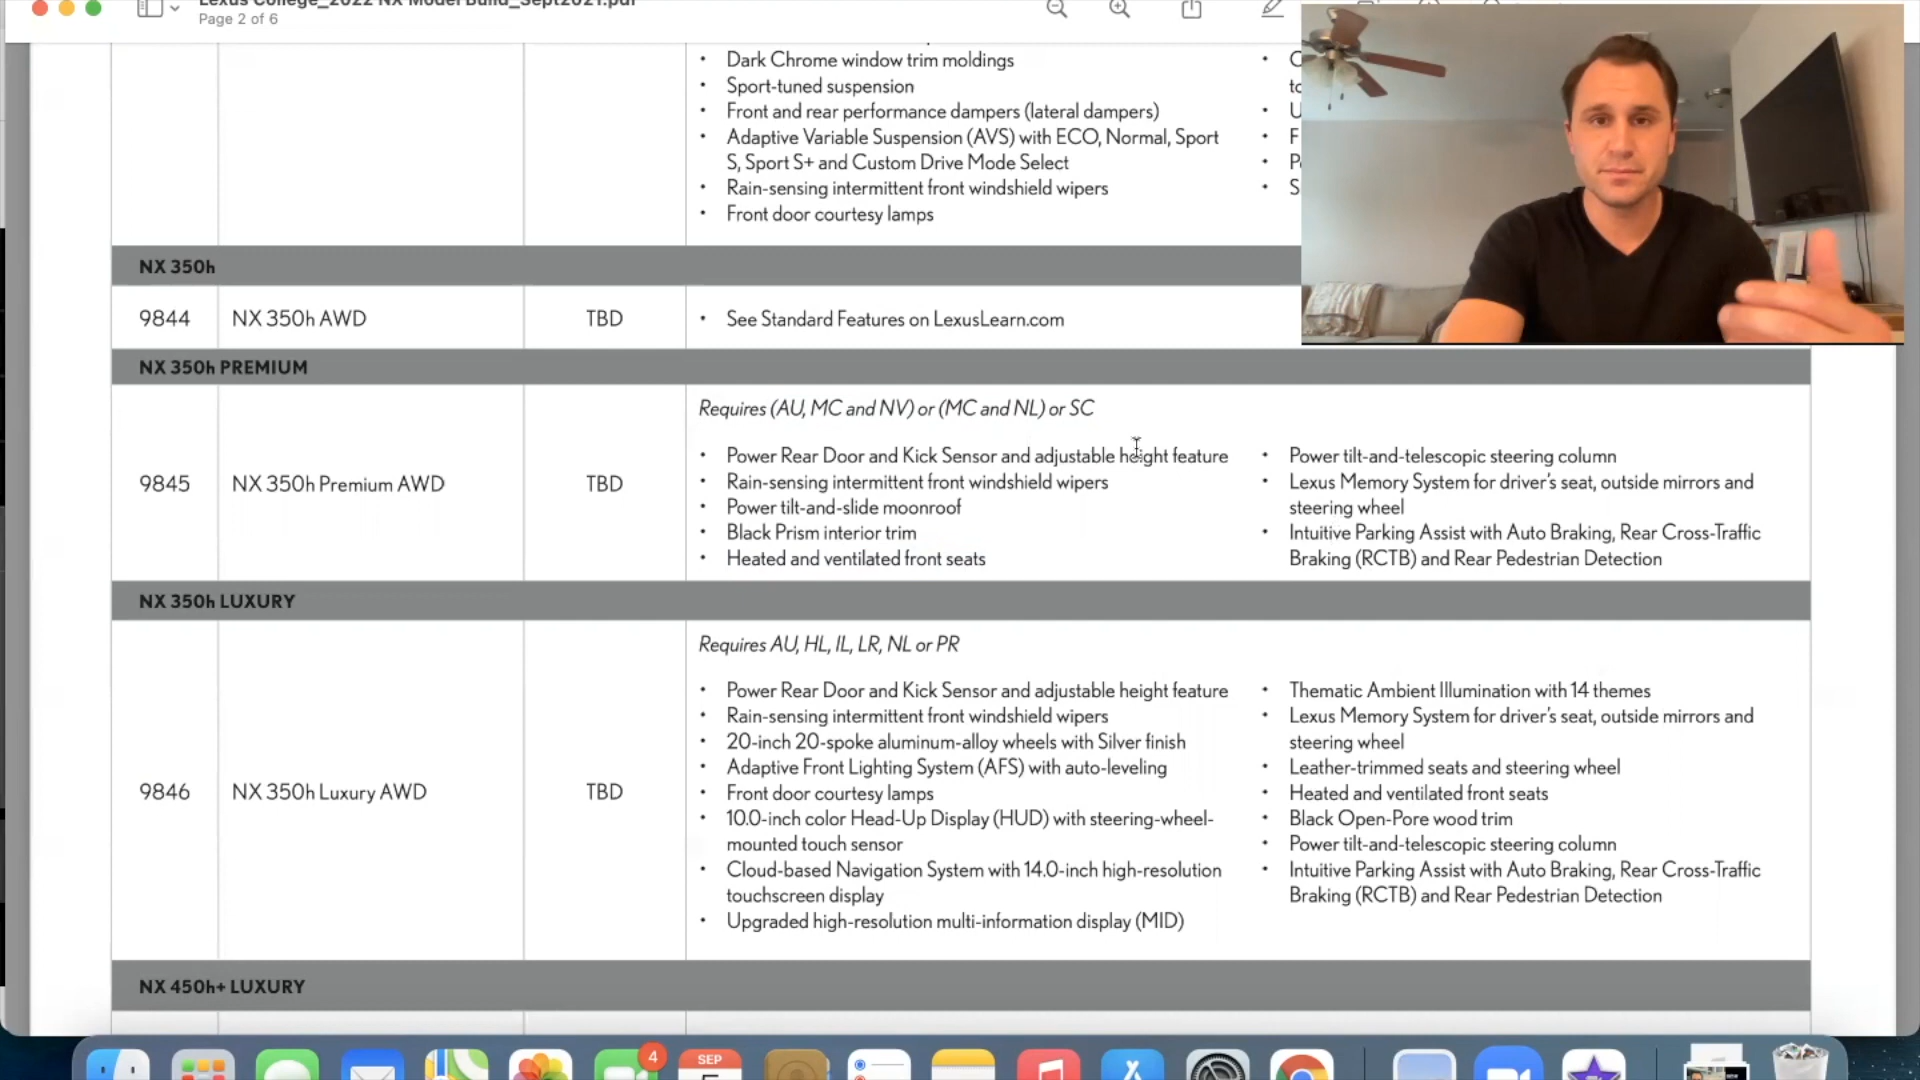 Lexus College_2022 NX Model Build_Sept2021.pdf
Page 2 of 6
• Dark Chrome window trim moldings
• Sport-tuned suspension
• Front and rear performance dampers (lateral dampers)
• Adaptive Variable Suspension (AVS) with ECO, Normal, Sport
S, Sport S+ and Custom Drive Mode Select
• Rain-sensing intermittent front windshield wipers
• Front door courtesy lamps
NX 350h
9844
NX 350h AWD
TBD
• See Standard Features on LexusLearn.com
NX 350h PREMIUM
9845
NX 350h Premium AWD
TBD
Requires (AU, MC and NV) or (MC and NL) or SC
• Power Rear Door and Kick Sensor and adjustable height feature
• Rain-sensing intermittent front windshield wipers
• Power tilt-and-slide moonroof
• Black Prism interior trim
• Heated and ventilated front seats
• Power tilt-and-telescopic steering column
• Lexus Memory System for driver's seat, outside mirrors and
steering wheel
• Intuitive Parking Assist with Auto Braking, Rear Cross-Traffic
Braking (RCTB) and Rear Pedestrian Detection
NX 350h LUXURY
9846
NX 350h Luxury AWD
TBD
Requires AU, HL, IL, LR, NL or PR
• Power Rear Door and Kick Sensor and adjustable height feature
• Rain-sensing intermittent front windshield wipers
• 20-inch 20-spoke aluminum-alloy wheels with Silver finish
• Adaptive Front Lighting System (AFS) with auto-leveling
• Front door courtesy lamps
• 10.0-inch color Head-Up Display (HUD) with steering-wheel-
mounted touch sensor
• Cloud-based Navigation System with 14.0-inch high-resolution
touchscreen display
• Upgraded high-resolution multi-information display (MID)
• Thematic Ambient Illumination with 14 themes
• Lexus Memory System for driver's seat, outside mirrors and
steering wheel
• Leather-trimmed seats and steering wheel
• Heated and ventilated front seats
• Black Open-Pore wood trim
• Power tilt-and-telescopic steering column
• Intuitive Parking Assist with Auto Braking, Rear Cross-Traffic
Braking (RCTB) and Rear Pedestrian Detection
NX 450h+ LUXURY
4
SEP